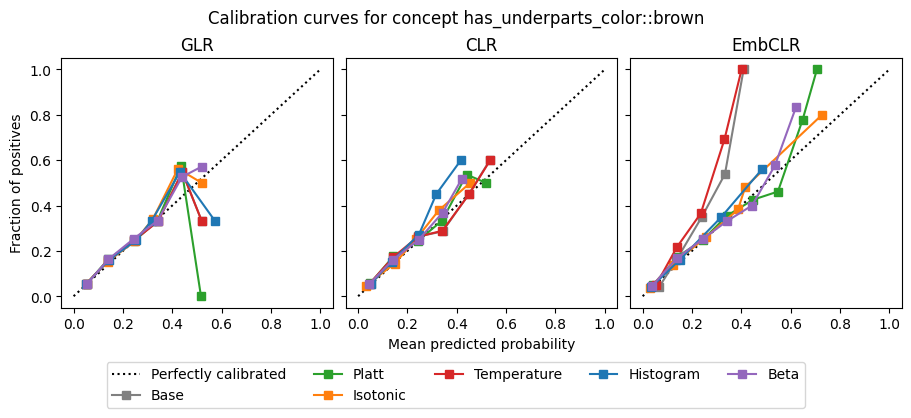 Calibration curves for concept has_underparts_color::brown
GLR
CLR
EmbCLR
Fraction of positives
1.0
0.8
0.6
0.4
0.2
0.0
0.0 0.2 0.4 0.6 0.8 1.0
0.0 0.2 0.4 0.6 0.8 1.0
0.0 0.2 0.4 0.6 0.8 1.0
Mean predicted probability
Perfectly calibrated Platt Temperature Histogram Beta
Base Isotonic